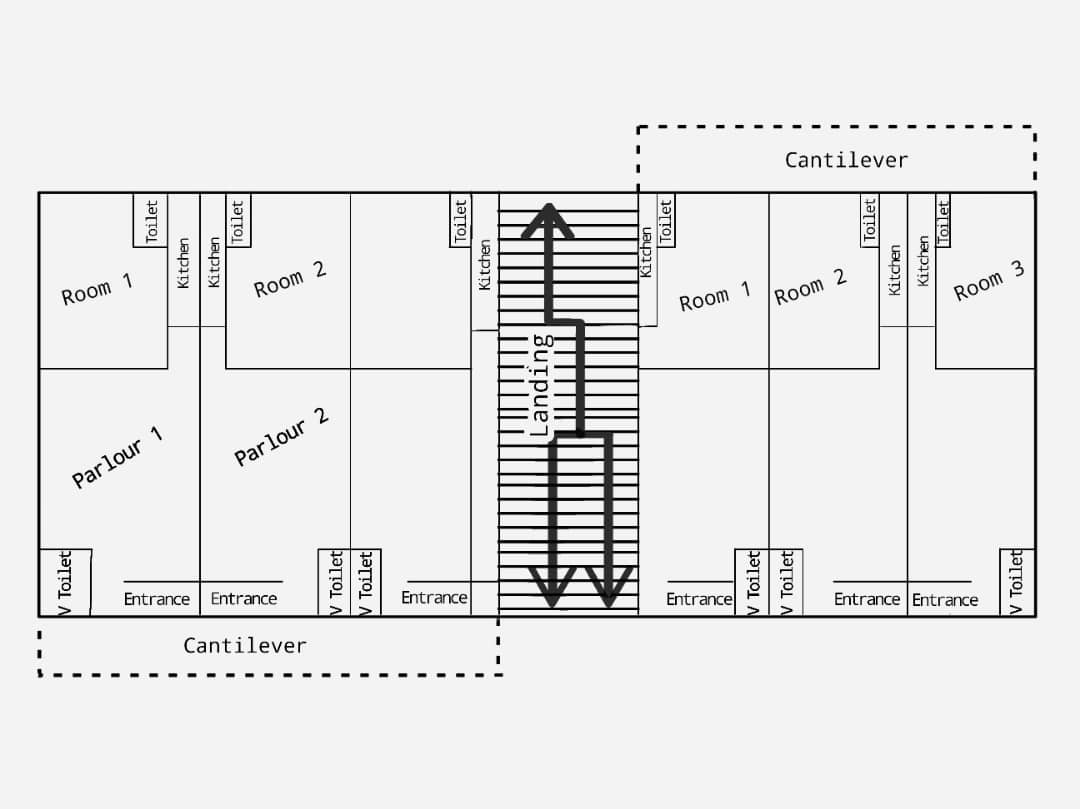 Cantilever
Toilet
Kitchen
Kitchen
Toilet
Toilet
Kitchen
Kitchen
Toilet
Toilet
Kitchen
Kitchen
Toilet
Room 1
Room 2
Room 1
Room 2
Room 3
Landing
Parlour 1
Parlour 2
V Toilet
V Toilet
V Toilet
V Toilet
V Toilet
V Toilet
Entrance
Entrance
Entrance
Entrance
Entrance
Entrance
Cantilever